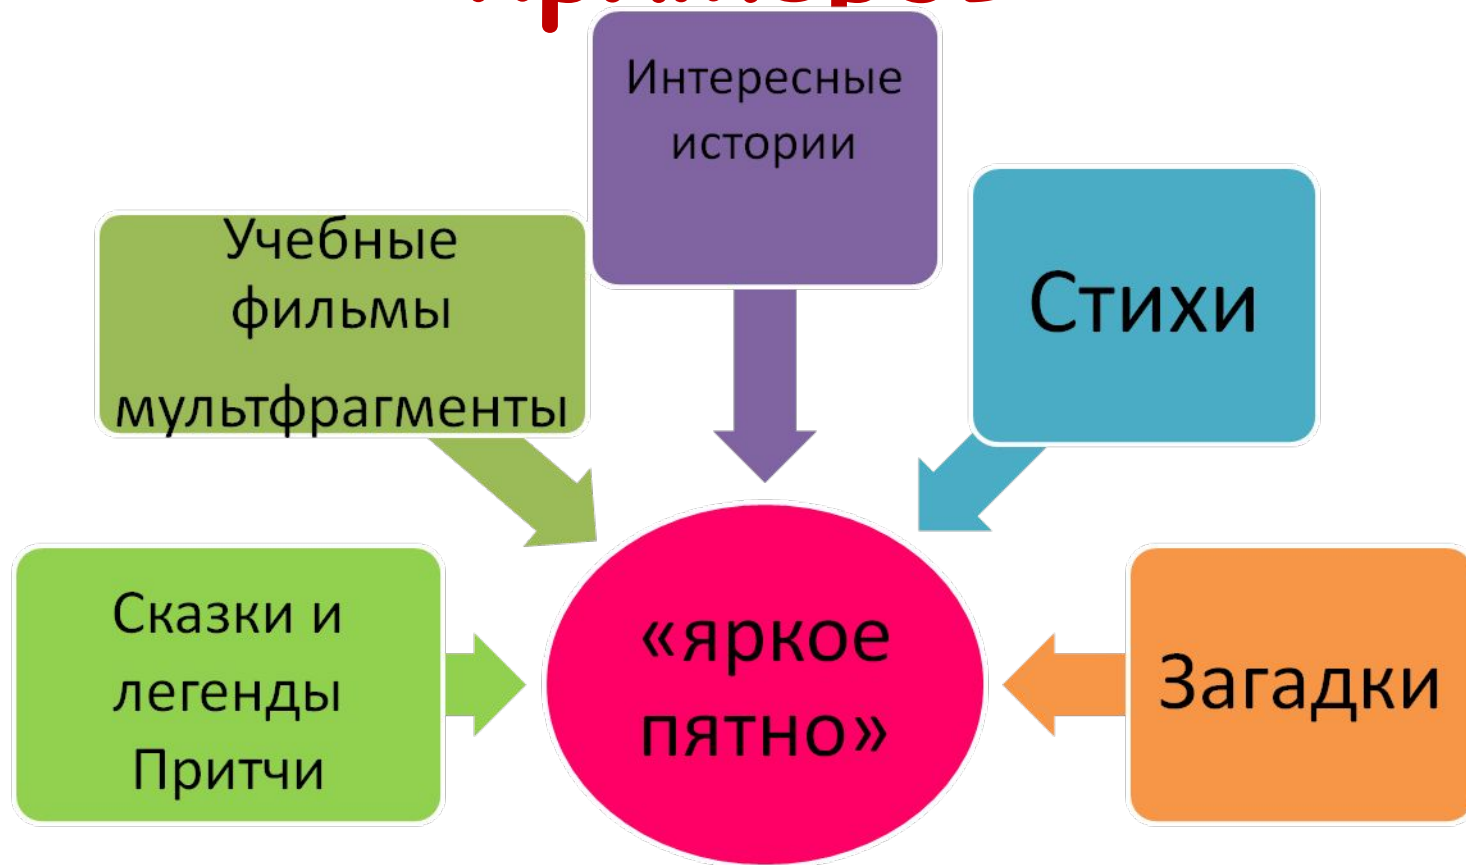 Интересные
истории
Стихи
Учебные
фильмы
мультфрагменты
Сказки и
легенды
Притчи
«яркое
пятно»
Загадки